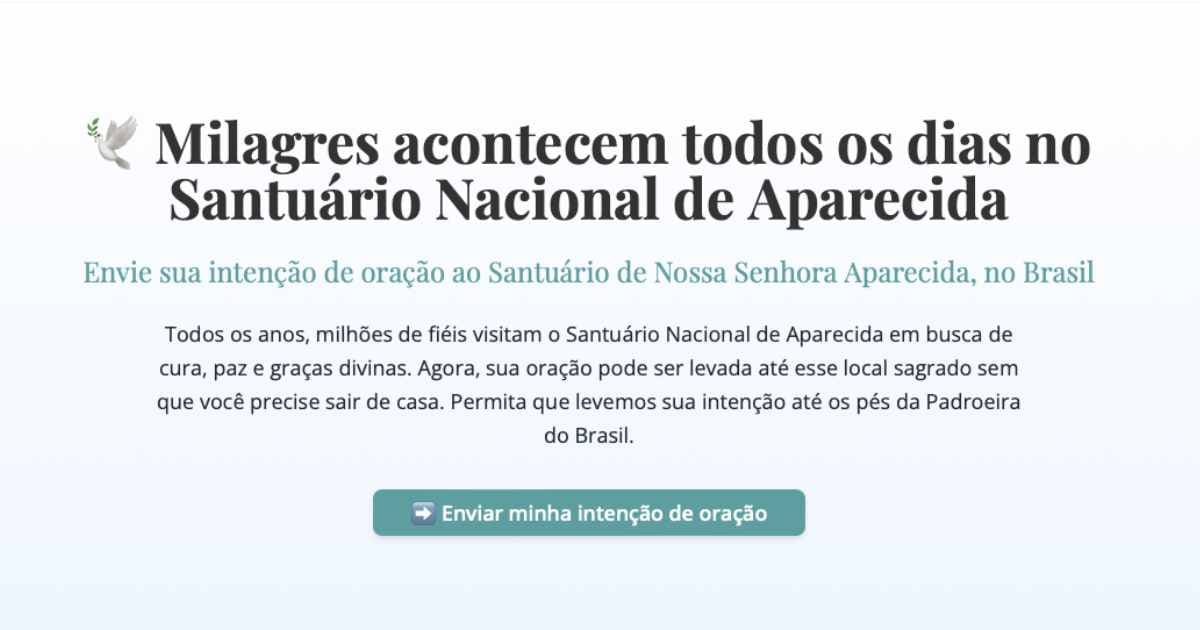 🕊️ Milagres acontecem todos os dias no
Santuário Nacional de Aparecida
Envie sua intenção de oração ao Santuário de Nossa Senhora Aparecida, no Brasil
Todos os anos, milhões de fiéis visitam o Santuário Nacional de Aparecida em busca de
cura, paz e graças divinas. Agora, sua oração pode ser levada até esse local sagrado sem
que você precise sair de casa. Permita que levemos sua intenção até os pés da Padroeira
do Brasil.
➡️ Enviar minha intenção de oração